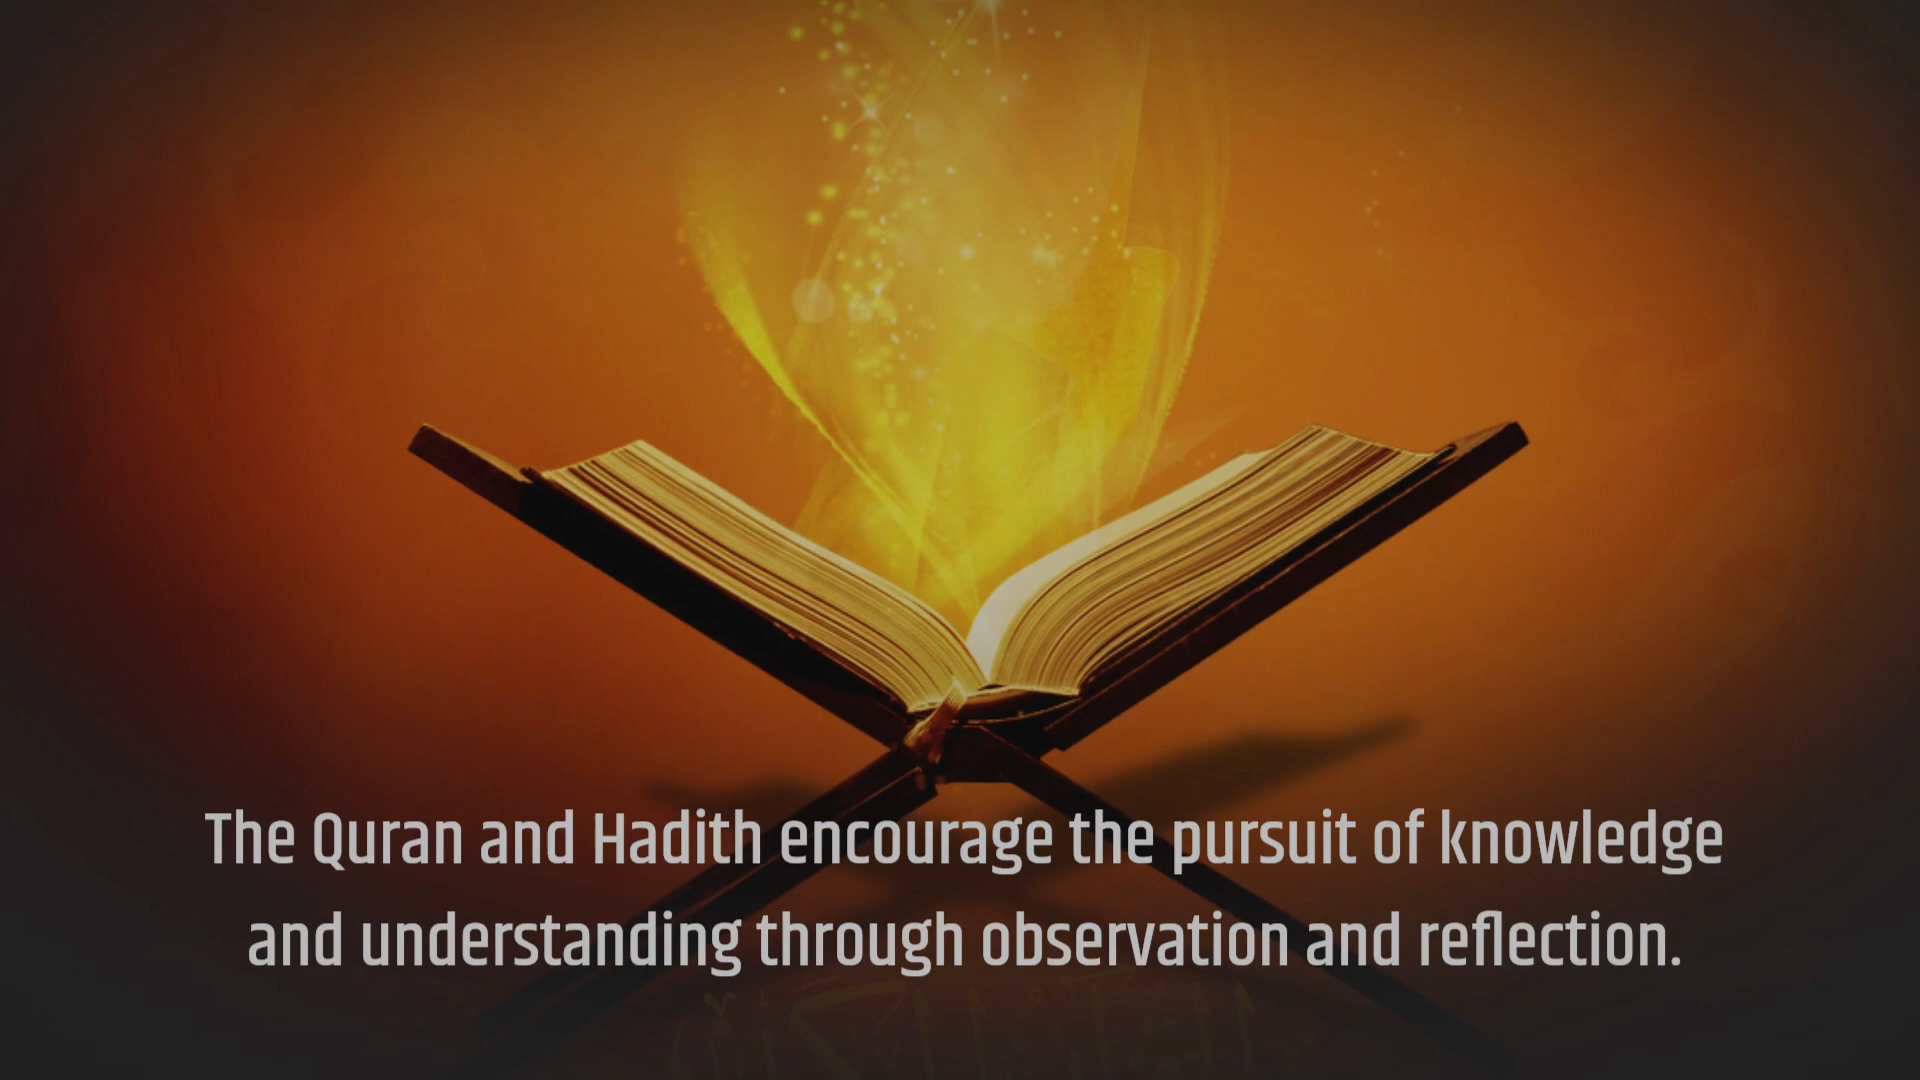 The Quran and Hadith encourage the pursuit of knowledge
and understanding through observation and reflection.